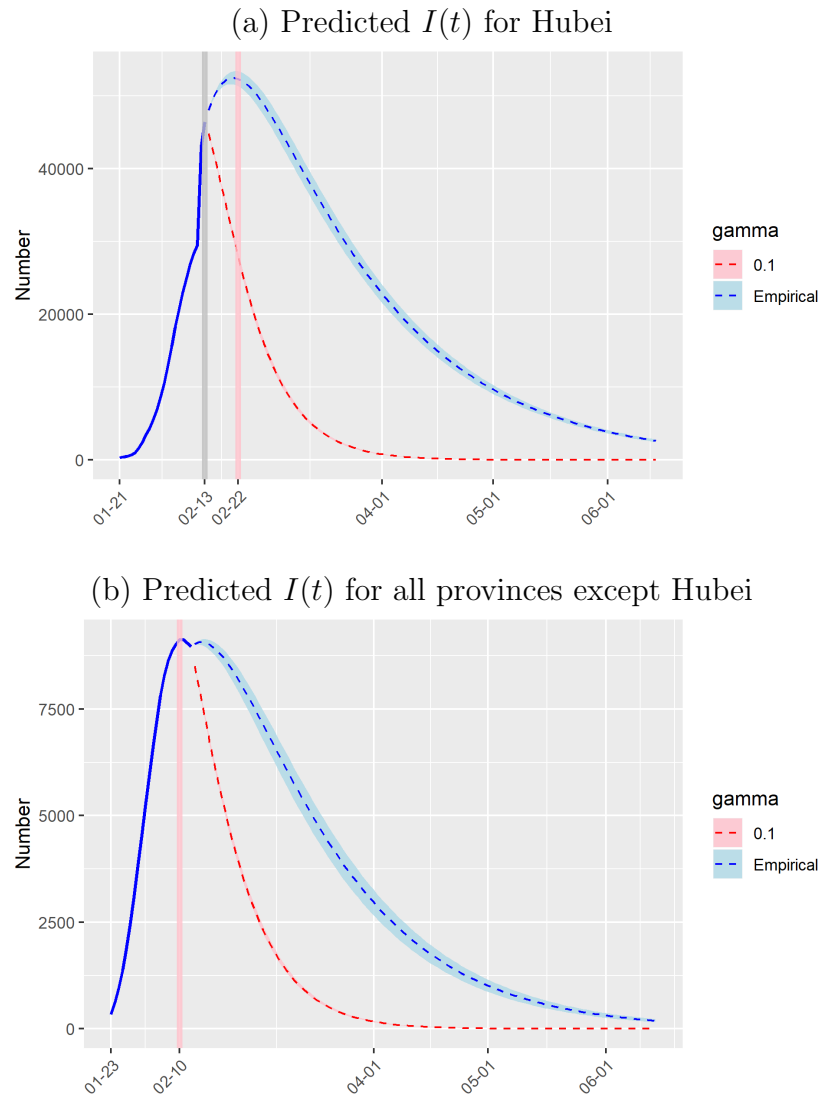 (a) Predicted I(t) for Hubei
Number
40000
20000
0
01-21
02-13
02-22
04-01
05-01
06-01
gamma
0.1
Empirical
(b) Predicted I(t) for all provinces except Hubei
Number
7500
5000
2500
0
01-23
02-10
04-01
05-01
06-01
gamma
0.1
Empirical